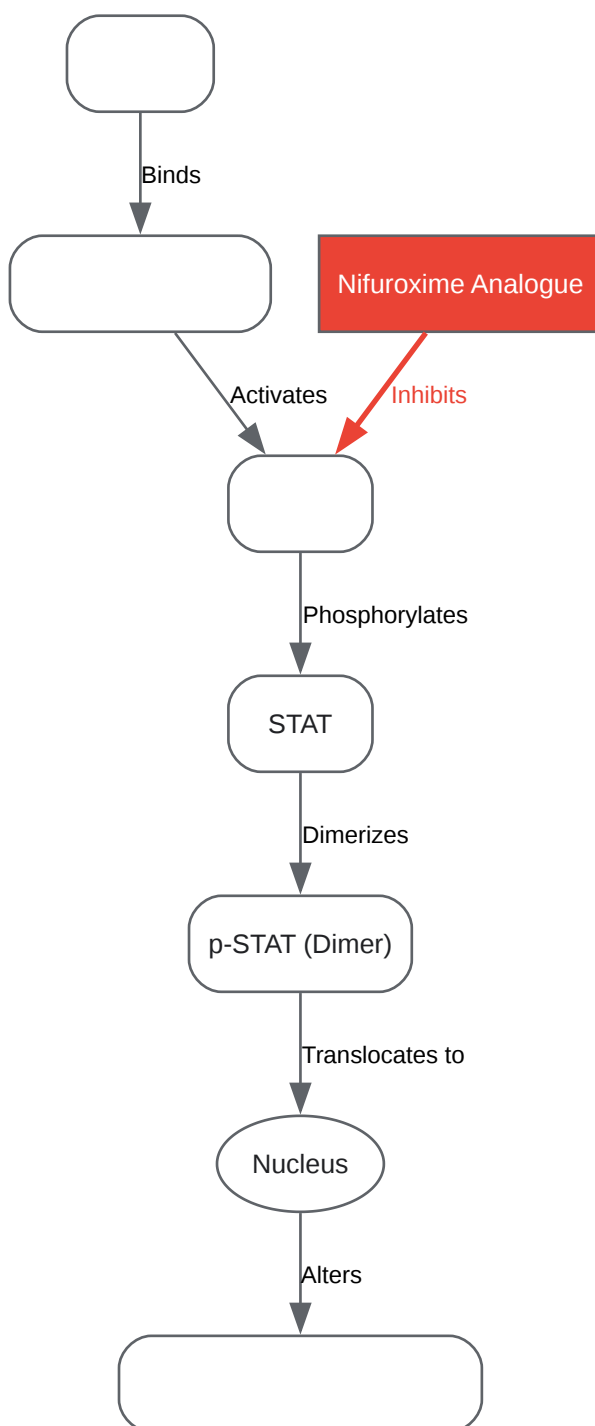 Binds
Nifuroxime Analogue
Activates
Inhibits
Phosphorylates
STAT
Dimerizes
p-STAT (Dimer)
Translocates to
Nucleus
Alters